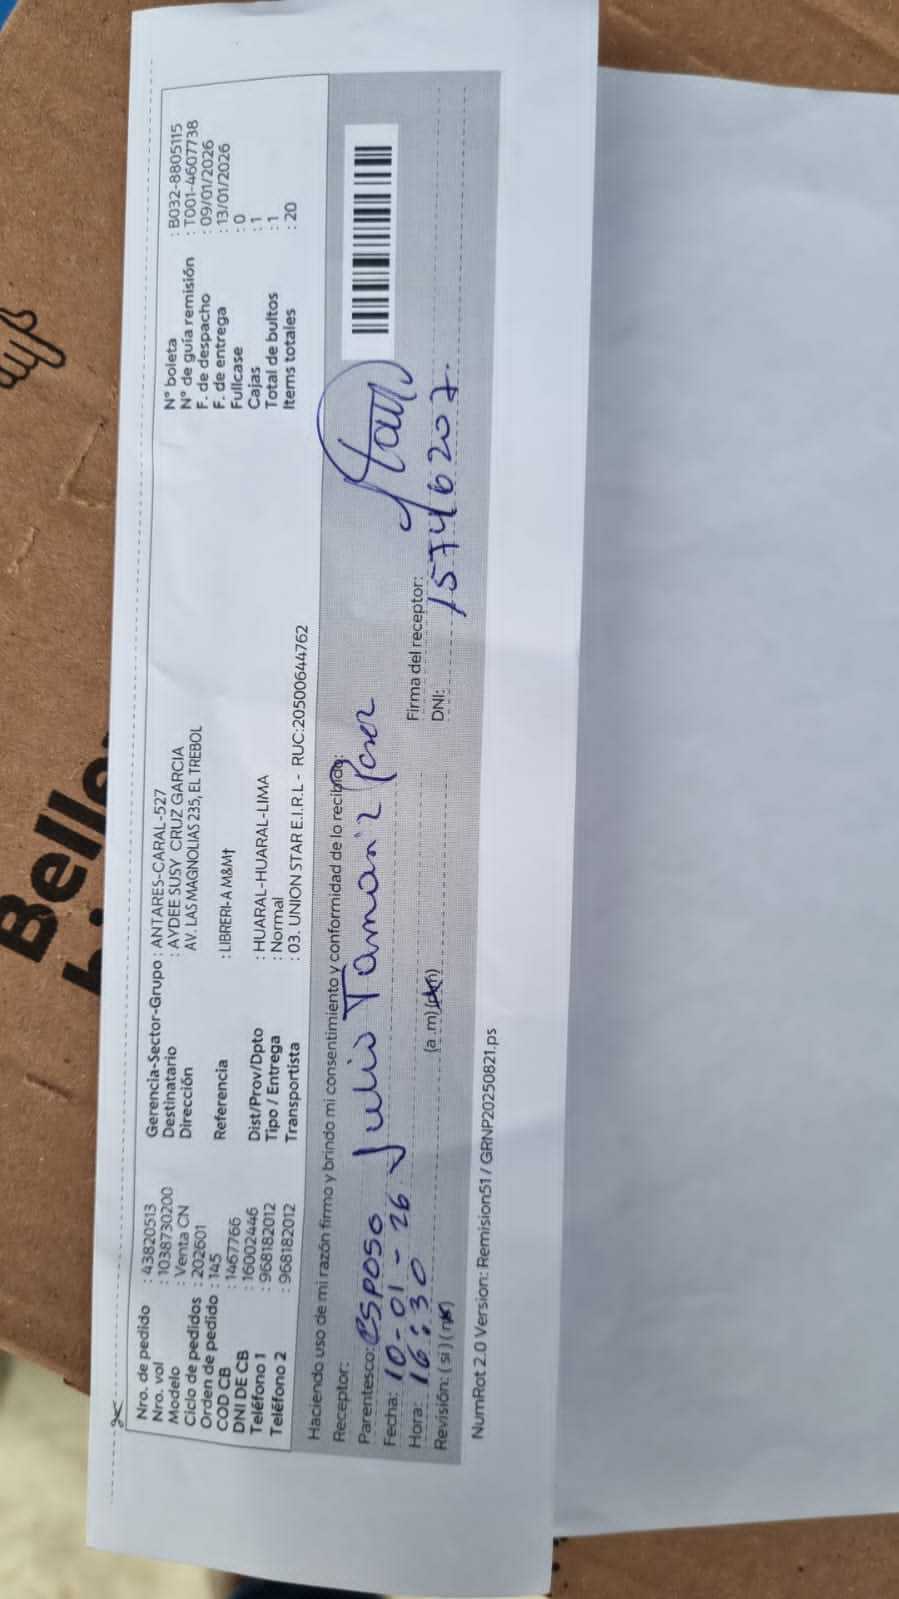 Belle
Nro. de pedido : 43820513
Nro. vol : 1038730200
Modelo : Venta CN
Ciclo de pedidos : 202601
Orden de pedido : 145
COD CB : 1467766
DNI DE CB : 16002446
Teléfono 1 : 968182012
Teléfono 2 : 968182012
Gerencia-Sector-Grupo : ANTARES-CARAL-527
Destinatario : AYDEE SUSY CRUZ GARCIA
Dirección AV. LAS MAGNOLIAS 235, EL TREBOL
Referencia : LIBRERI-A M&M†
Dist/Prov/Dpto : HUARAL-HUARAL-LIMA
Tipo / Entrega : Normal
Transportista : 03. UNION STAR E.I.R.L - RUC:20500644762
N° boleta : B032-8805115
N° de guía remisión : T001-4607738
F. de despacho : 09/01/2026
F. de entrega : 13/01/2026
Fullcase : 0
Cajas : 1
Total de bultos : 1
Items totales : 20
Haciendo uso de mi razón firmo y brindo mi consentimiento y conformidad de lo recibido:
Receptor: Julio Tamariz
Parentesco: esposo
Fecha: 10-01-26
Hora: 16:30 (a .m)
Revisión: ( si )
Firma del receptor:
DNI: 15746207
NumRot 2.0 Version: Remision51 / GRNP20250821.ps